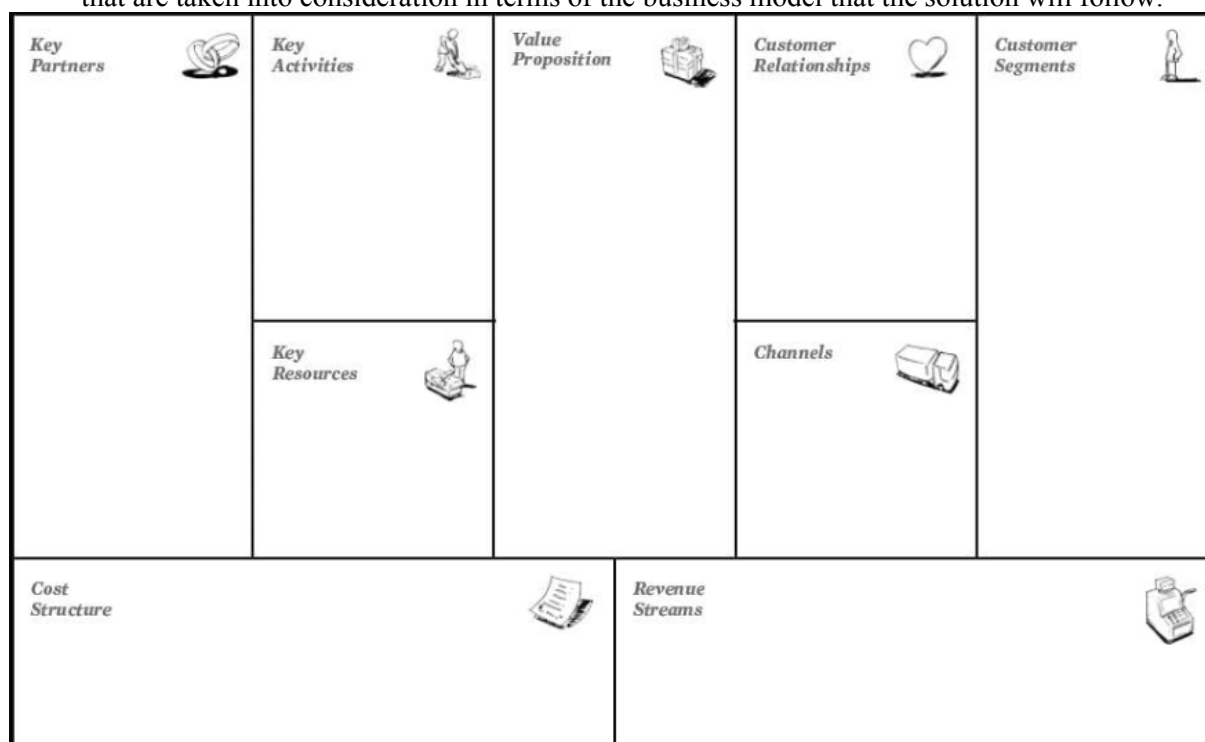 that are taken into consideration in terms of the business model that the solution will follow.
Key
Partners
Key
Activities
Value
Proposition
Customer
Relationships
Customer
Segments
Key
Resources
Channels
Cost
Structure
Revenue
Streams